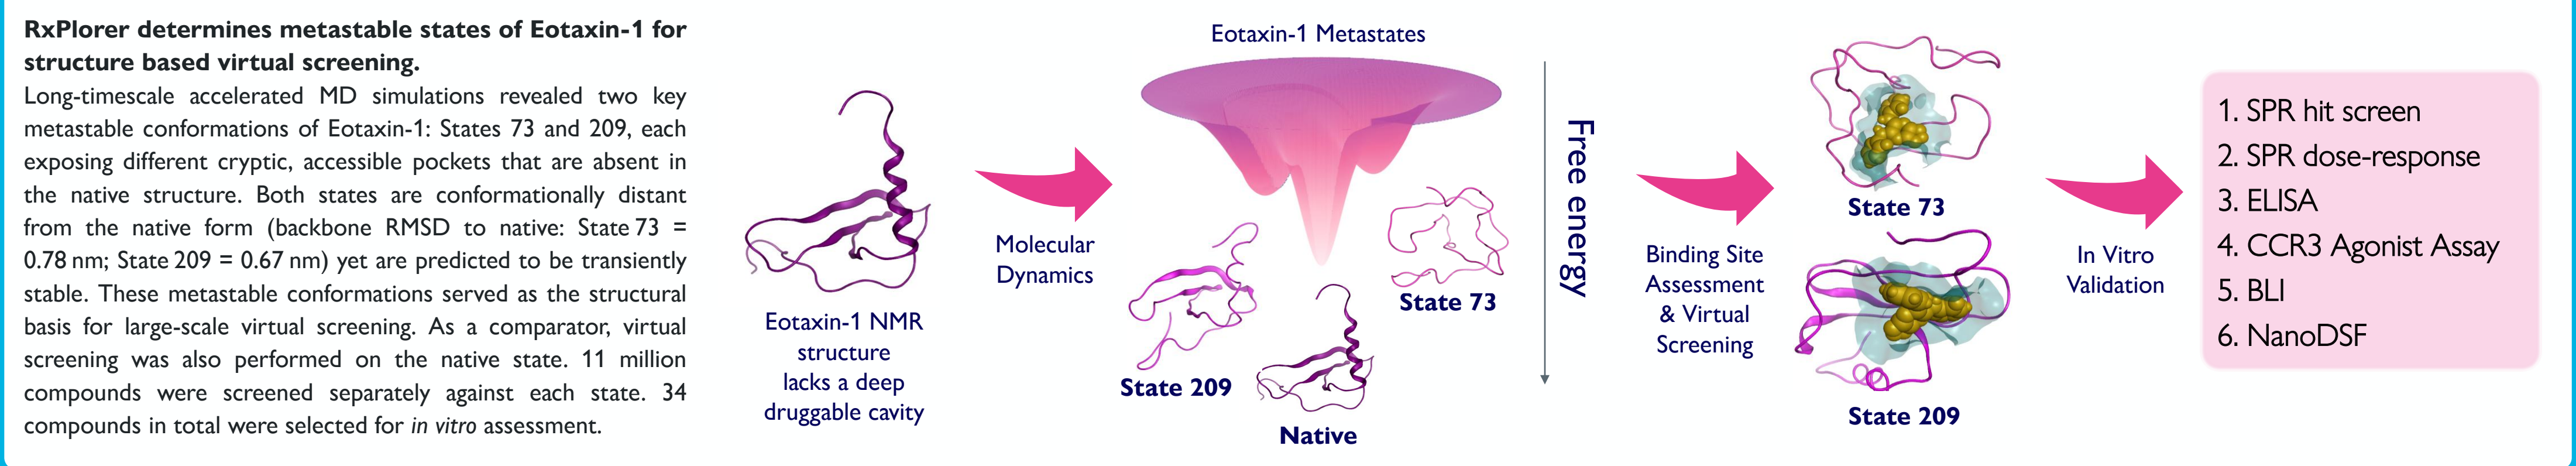 RxPlorer determines metastable states of Eotaxin-1 for
structure based virtual screening.
Long-timescale accelerated MD simulations revealed two key
metastable conformations of Eotaxin-1: States 73 and 209, each
exposing different cryptic, accessible pockets that are absent in
the native structure. Both states are conformationally distant
from the native form (backbone RMSD to native: State 73 =
0.78 nm; State 209 = 0.67 nm) yet are predicted to be transiently
stable. These metastable conformations served as the structural
basis for large-scale virtual screening. As a comparator, virtual
screening was also performed on the native state. 11 million
compounds were screened separately against each state. 34
compounds in total were selected for in vitro assessment.
Eotaxin-1 NMR
structure
lacks a deep
druggable cavity
Molecular
Dynamics
Eotaxin-1 Metastates
State 209
Native
State 73
Free energy
Binding Site
Assessment
& Virtual
Screening
State 73
State 209
In Vitro
Validation
1. SPR hit screen
2. SPR dose-response
3. ELISA
4. CCR3 Agonist Assay
5. BLI
6. NanoDSF